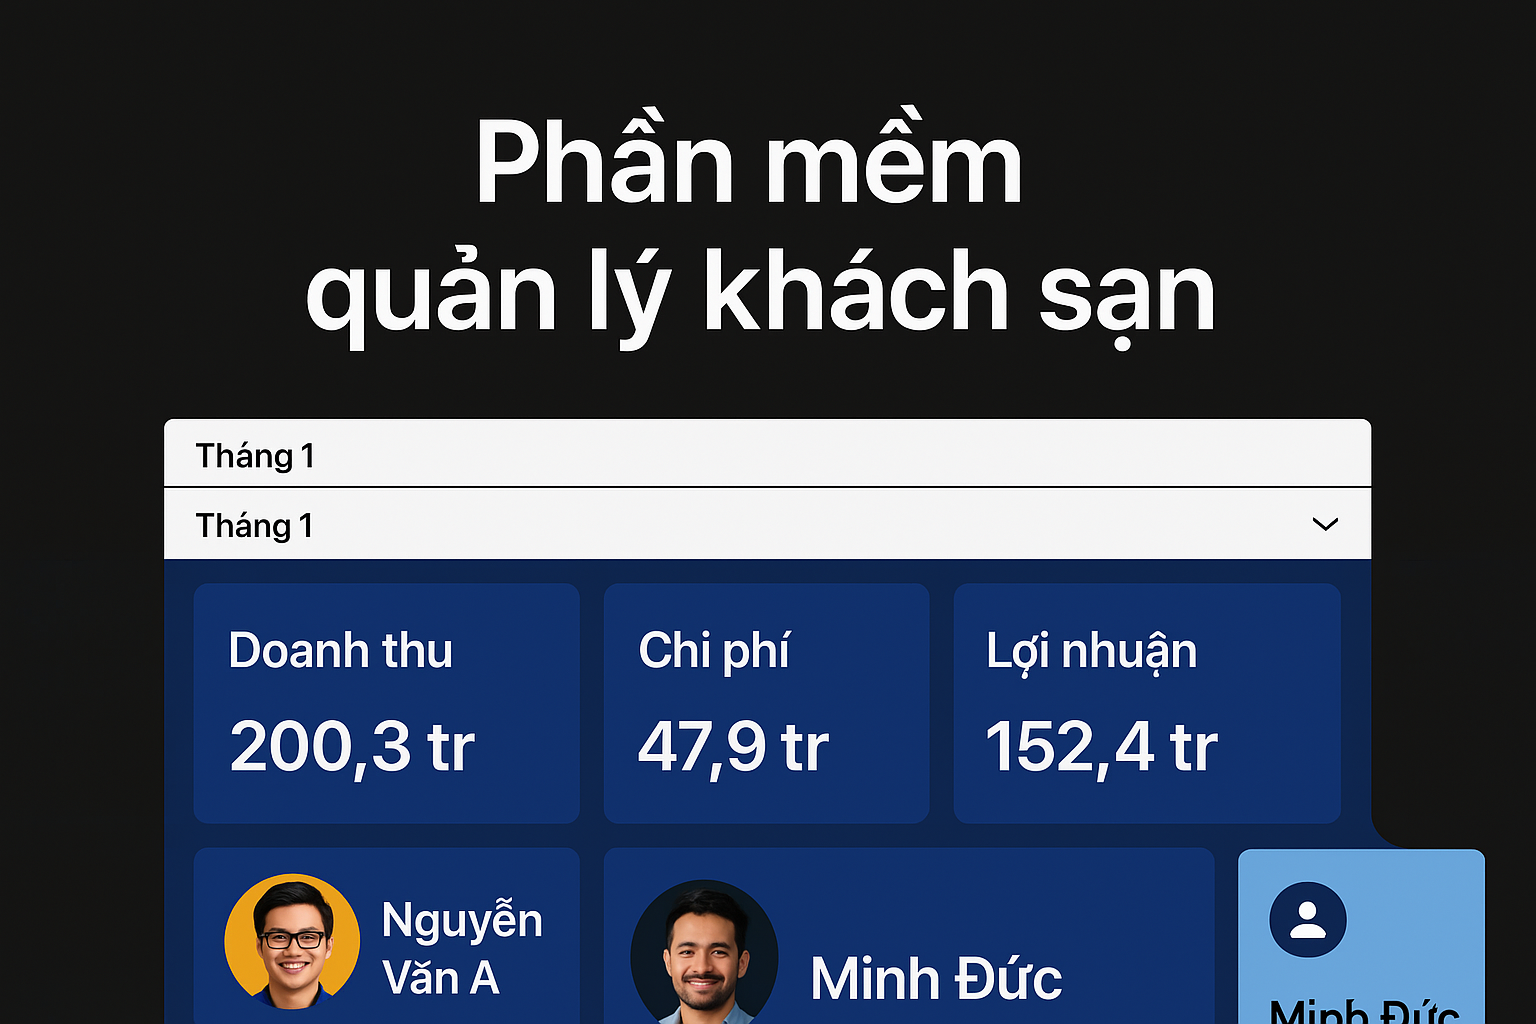 Phần mềm
quản lý khách sạn
Tháng 1
Tháng 1
Doanh thu
Chi phí
Lợi nhuận
200,3 tr
47,9 tr
152,4 tr
Nguyễn
Văn A
Minh Đức
Minh Đức